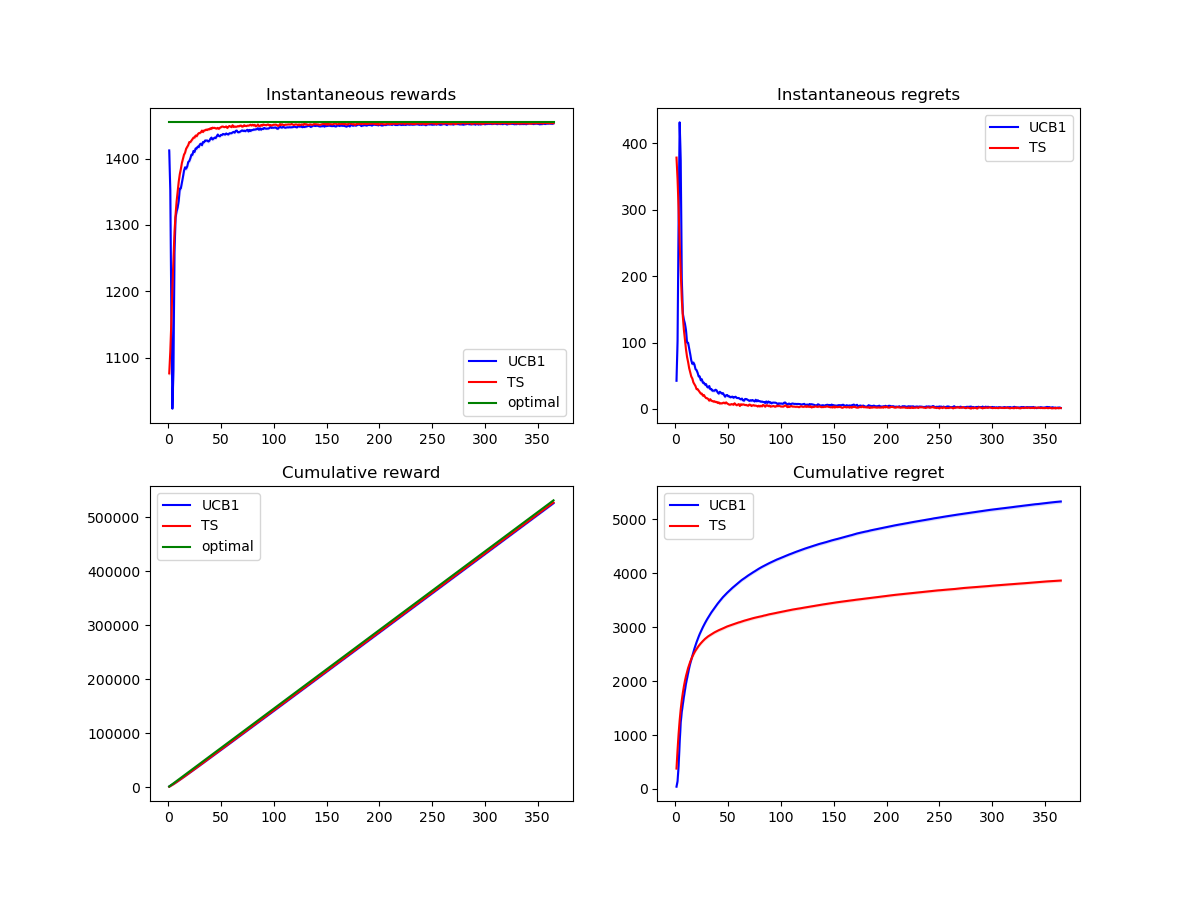 Instantaneous rewards
1400
1300
1200
1100
UCB1
TS
optimal
0 50 100 150 200 250 300 350
Instantaneous regrets
400
300
200
100
0
UCB1
TS
0 50 100 150 200 250 300 350
Cumulative reward
500000
400000
300000
200000
100000
0
UCB1
TS
optimal
0 50 100 150 200 250 300 350
Cumulative regret
5000
4000
3000
2000
1000
0
UCB1
TS
0 50 100 150 200 250 300 350